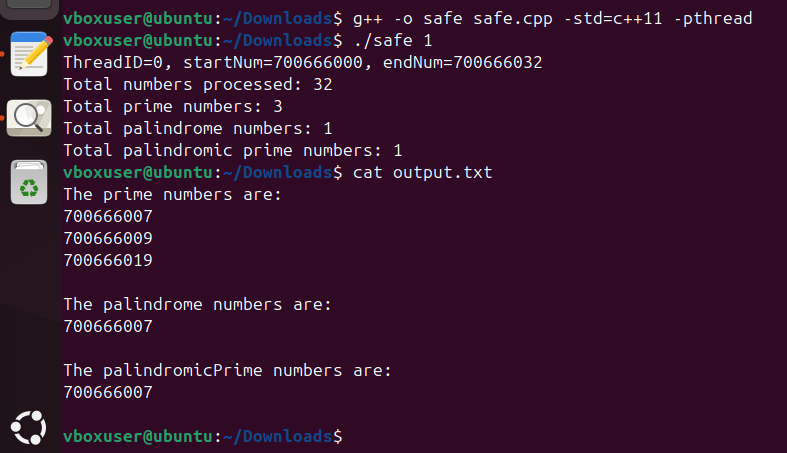 vboxuser@ubuntu:~/Downloads$ g++ -o safe safe.cpp -std=c++11 -pthread
vboxuser@ubuntu:~/Downloads$ ./safe 1
ThreadID=0, startNum=700666000, endNum=700666032
Total numbers processed: 32
Total prime numbers: 3
Total palindrome numbers: 1
Total palindromic prime numbers: 1
vboxuser@ubuntu:~/Downloads$ cat output.txt
The prime numbers are:
700666007
700666009
700666019
The palindrome numbers are:
700666007
The palindromicPrime numbers are:
700666007
vboxuser@ubuntu:~/Downloads$